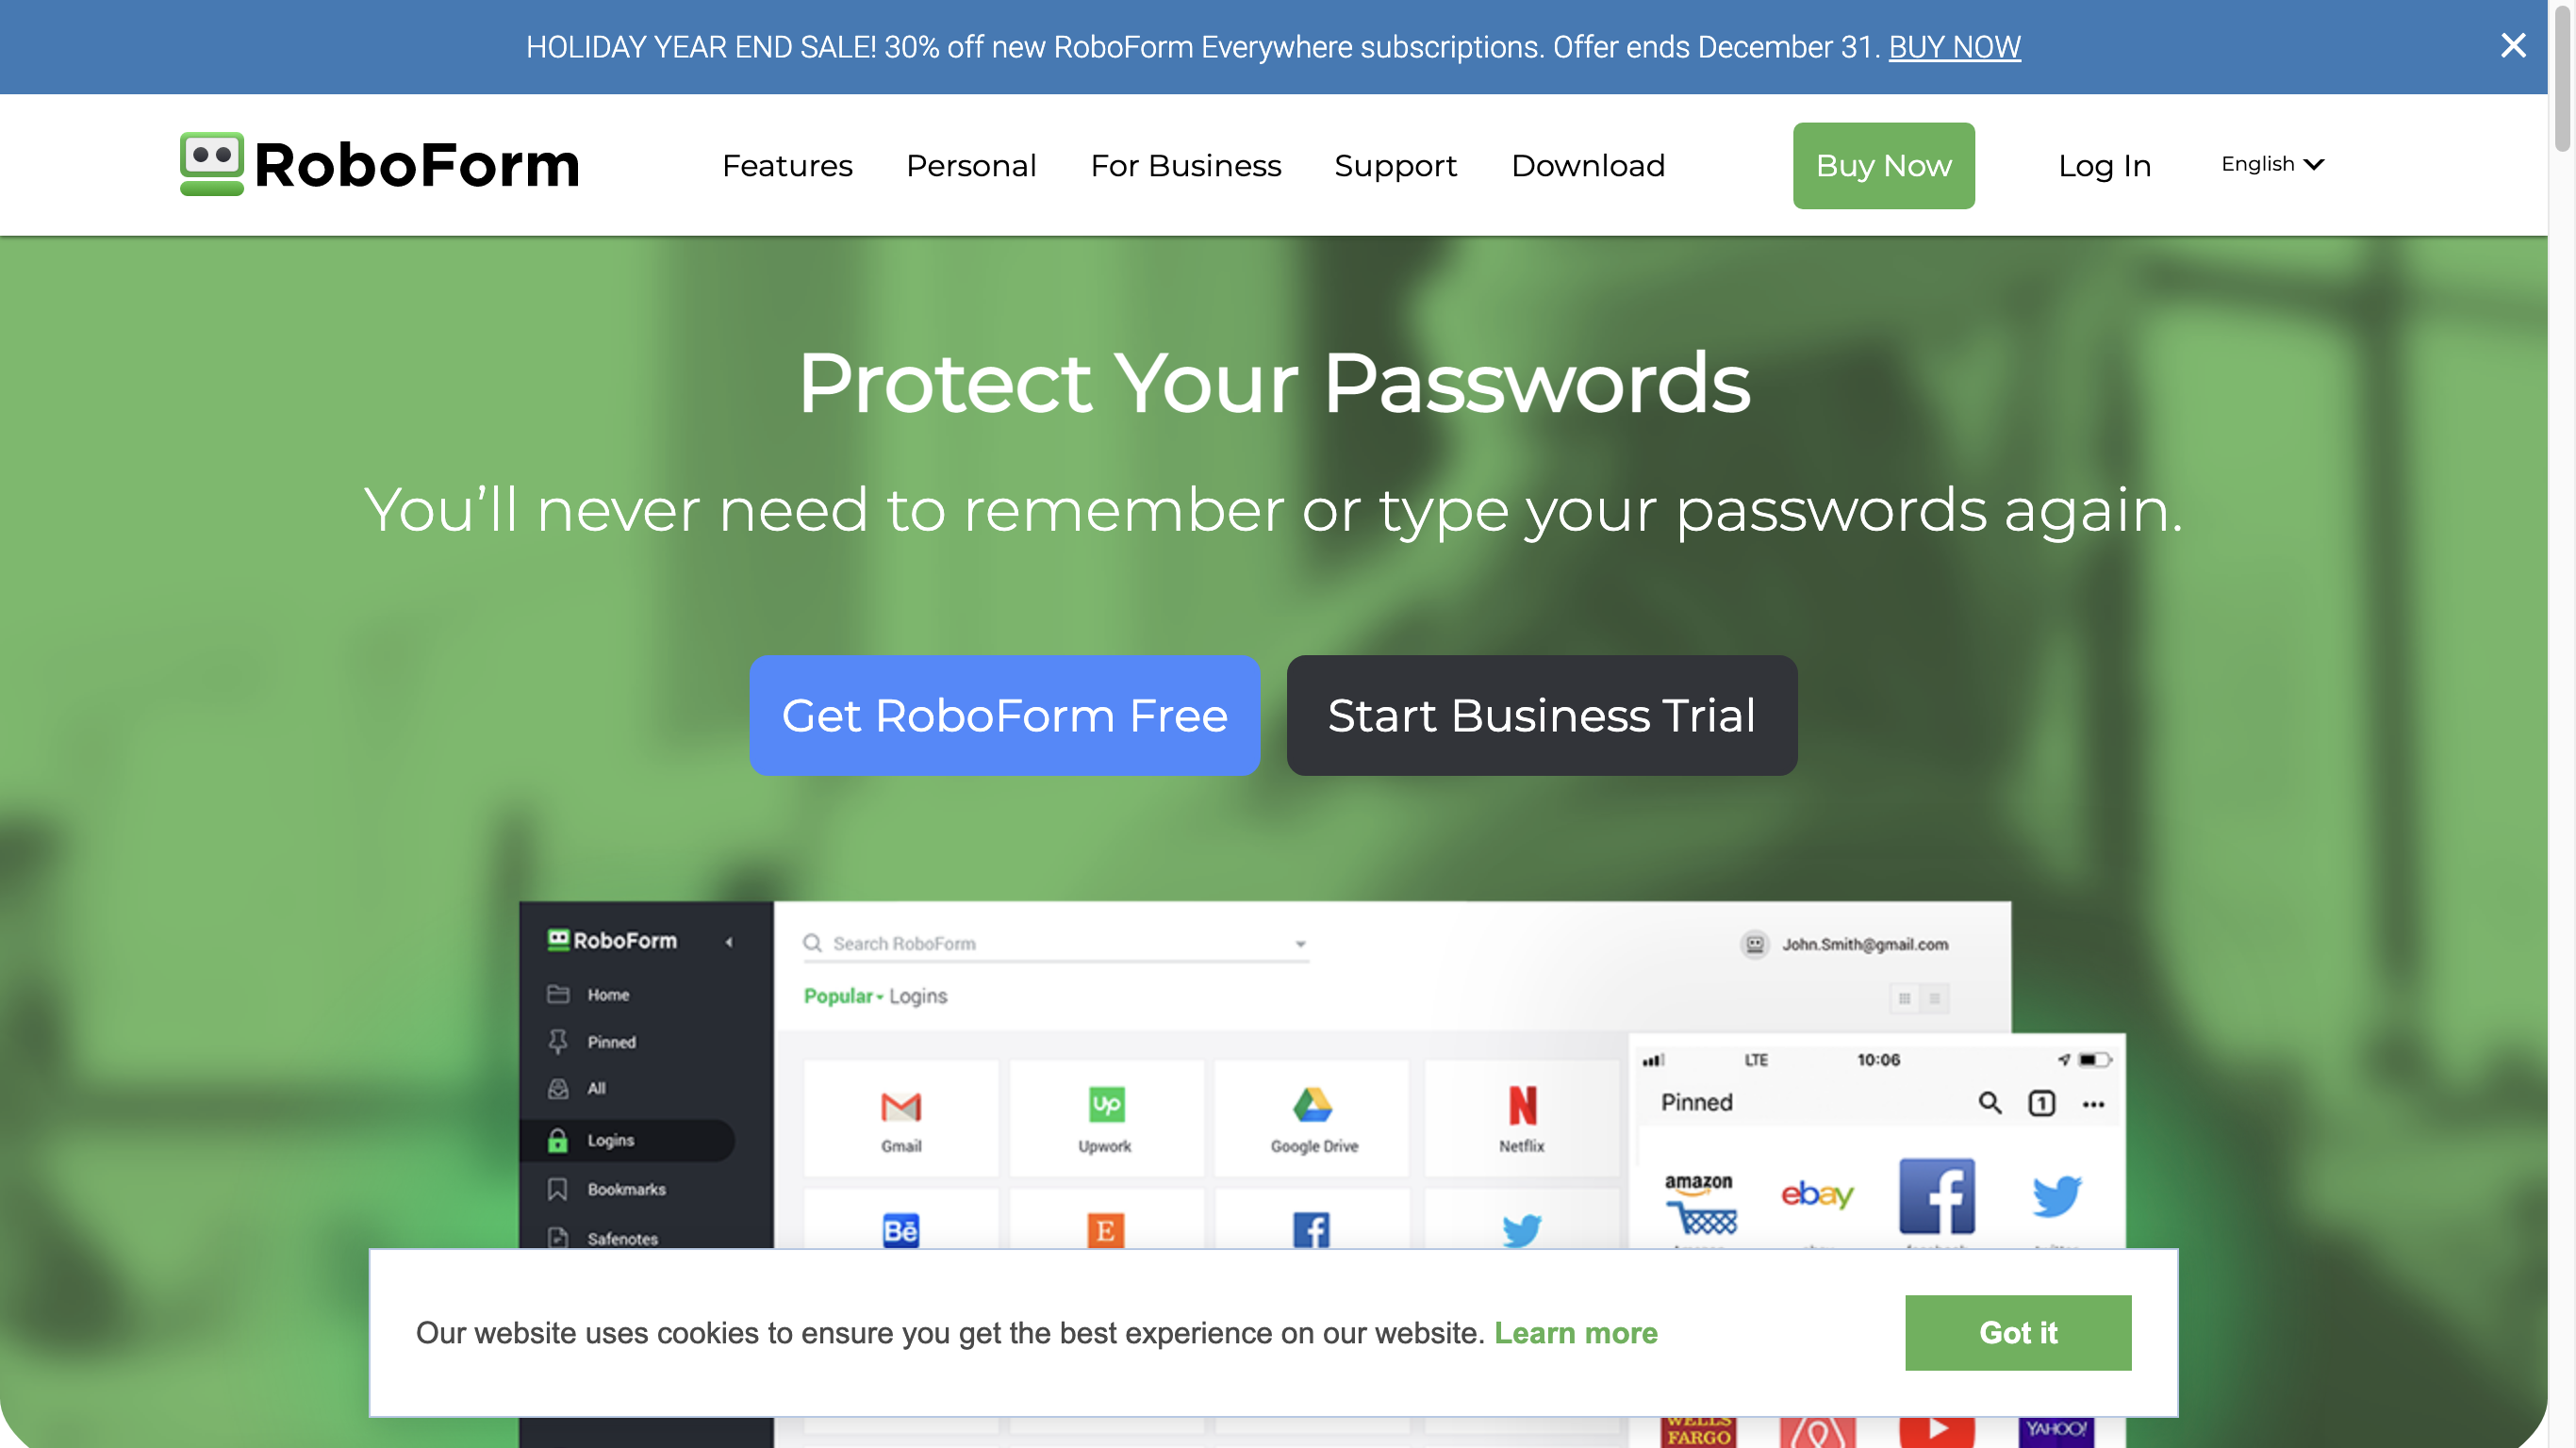 HOLIDAY YEAR END SALE! 30% off new RoboForm Everywhere subscriptions. Offer ends December 31. BUY NOW
RoboForm
Features
Personal
For Business
Support
Download
Buy Now
Log In
English
Protect Your Passwords
You’ll never need to remember or type your passwords again.
Get RoboForm Free
Start Business Trial
RoboForm
Home
Pinned
All
Logins
Bookmarks
Safenotes
Search RoboForm
John.Smith@gmail.com
Popular Logins
Gmail
Up
Upwork
Google Drive
N
Netflix
Bē
E
f
LTE
10:06
Pinned
1
amazon
ebay
f
Our website uses cookies to ensure you get the best experience on our website. Learn more
Got it
WELLS
FARGO
YAHOO!